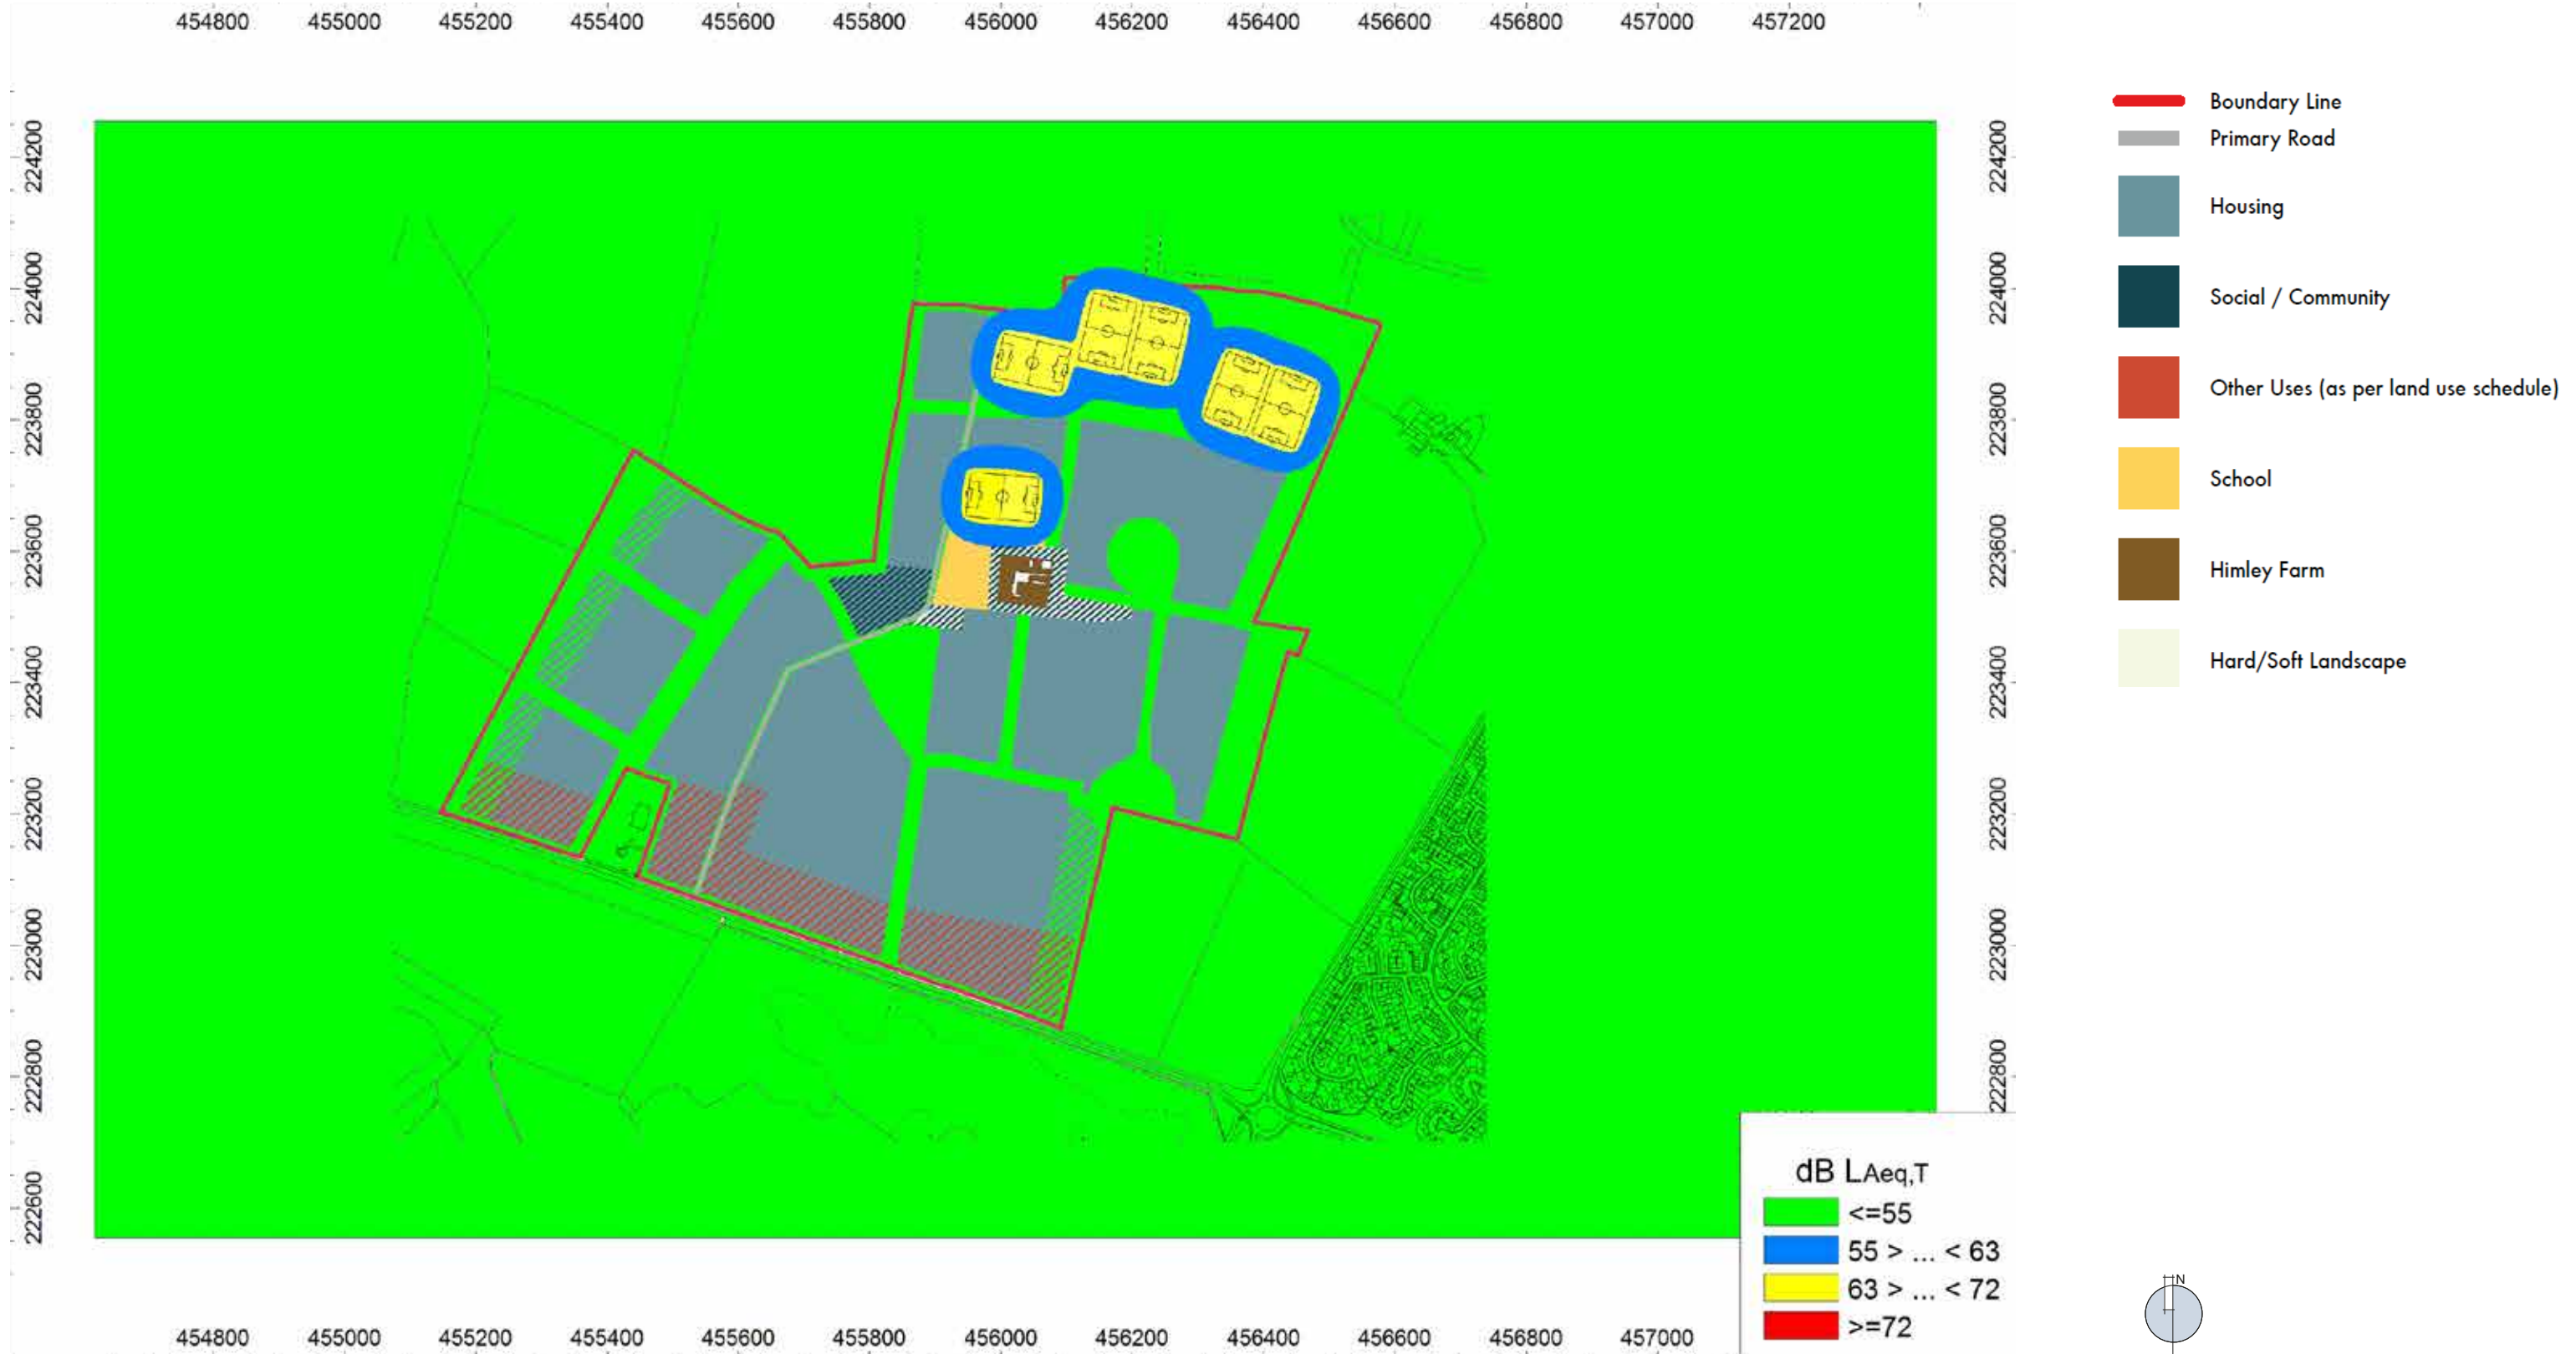 454800 455000 455200 455400 455600 455800 456000 456200 456400 456600 456800 457000 457200
224200
224000
223800
223600
223400
223200
223000
222800
222600
224200
224000
223800
223600
223400
223200
223000
222800
Boundary Line
Primary Road
Housing
Social / Community
Other Uses (as per land use schedule)
School
Himley Farm
Hard/Soft Landscape
dB LAeq,T
<=55
55 > ... < 63
63 > ... < 72
>=72
N
454800 455000 455200 455400 455600 455800 456000 456200 456400 456600 456800 457000